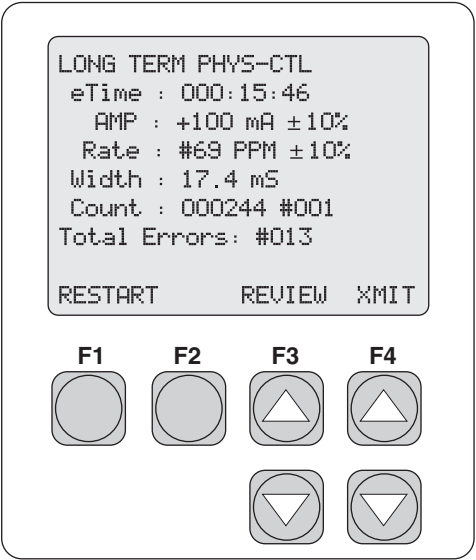 LONG TERM PHYS-CTL
eTime : 000:15:46
AMP : +100 mA ±10%
Rate : #69 PPM ±10%
Width : 17.4 mS
Count : 000244 #001
Total Errors: #013
RESTART REVIEW XMIT
F1 F2 F3 F4